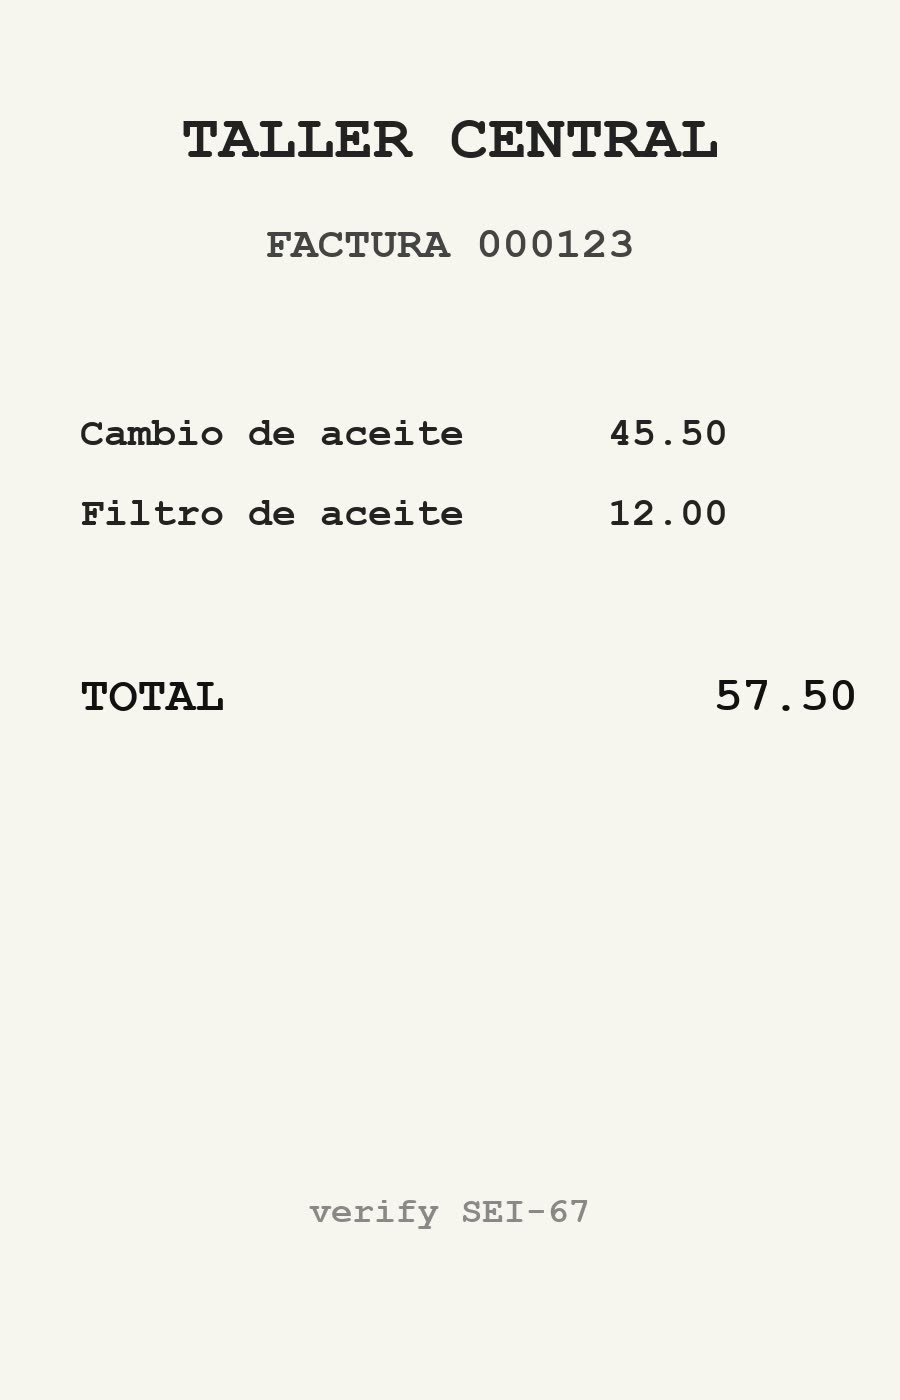 TALLER CENTRAL
FACTURA 000123
Cambio de aceite 45.50
Filtro de aceite 12.00
TOTAL 57.50
verify SEI-67